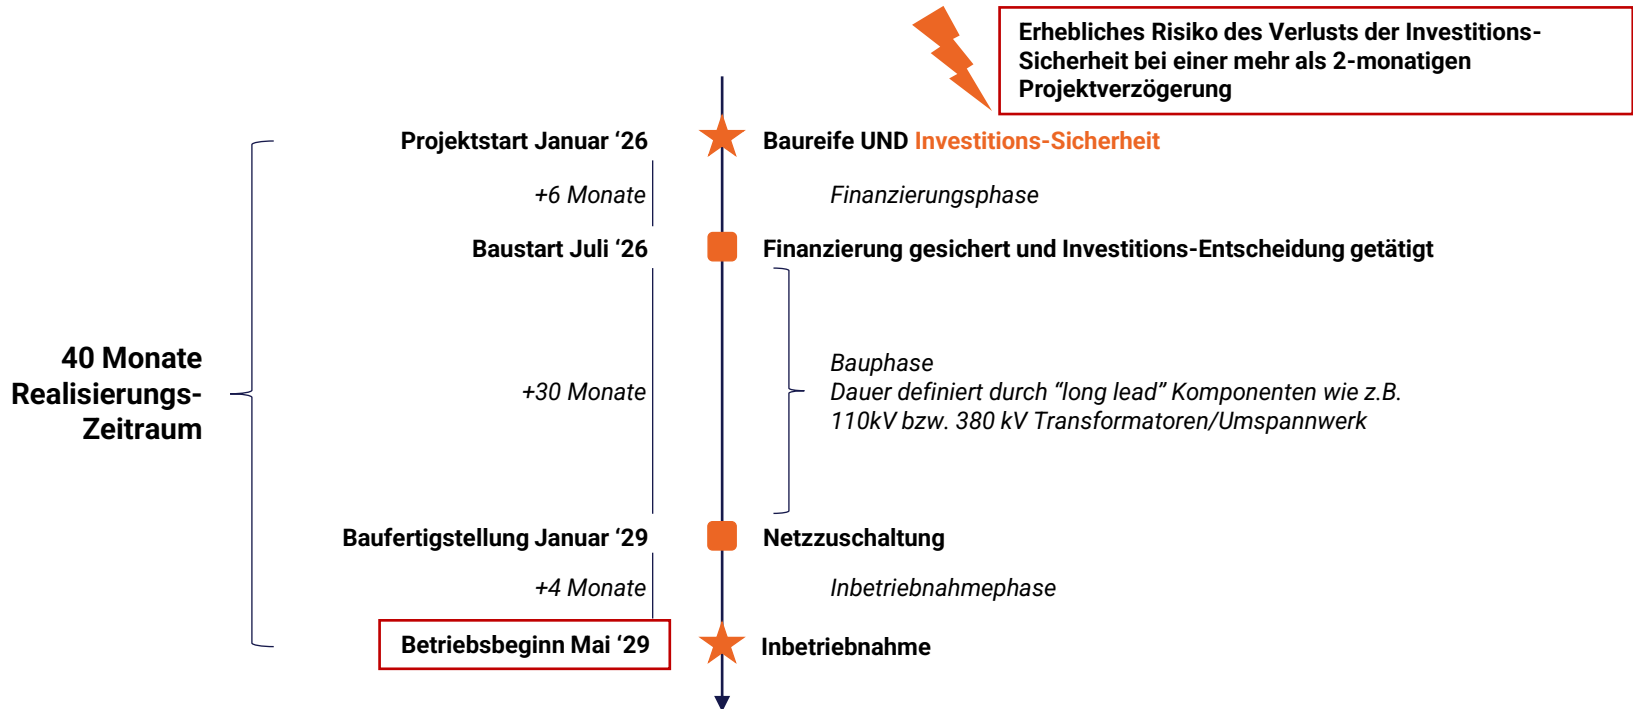 Erhebliches Risiko des Verlusts der Investitions-
Sicherheit bei einer mehr als 2-monatigen
Projektverzögerung
Projektstart Januar ‘26
Baureife UND Investitions-Sicherheit
+6 Monate
Finanzierungsphase
Baustart Juli ‘26
Finanzierung gesichert und Investitions-Entscheidung getätigt
40 Monate
Realisierungs-
Zeitraum
+30 Monate
Bauphase
Dauer definiert durch “long lead” Komponenten wie z.B.
110kV bzw. 380 kV Transformatoren/Umspannwerk
Baufertigstellung Januar ‘29
Netzzuschaltung
+4 Monate
Inbetriebnahmephase
Betriebsbeginn Mai ‘29
Inbetriebnahme